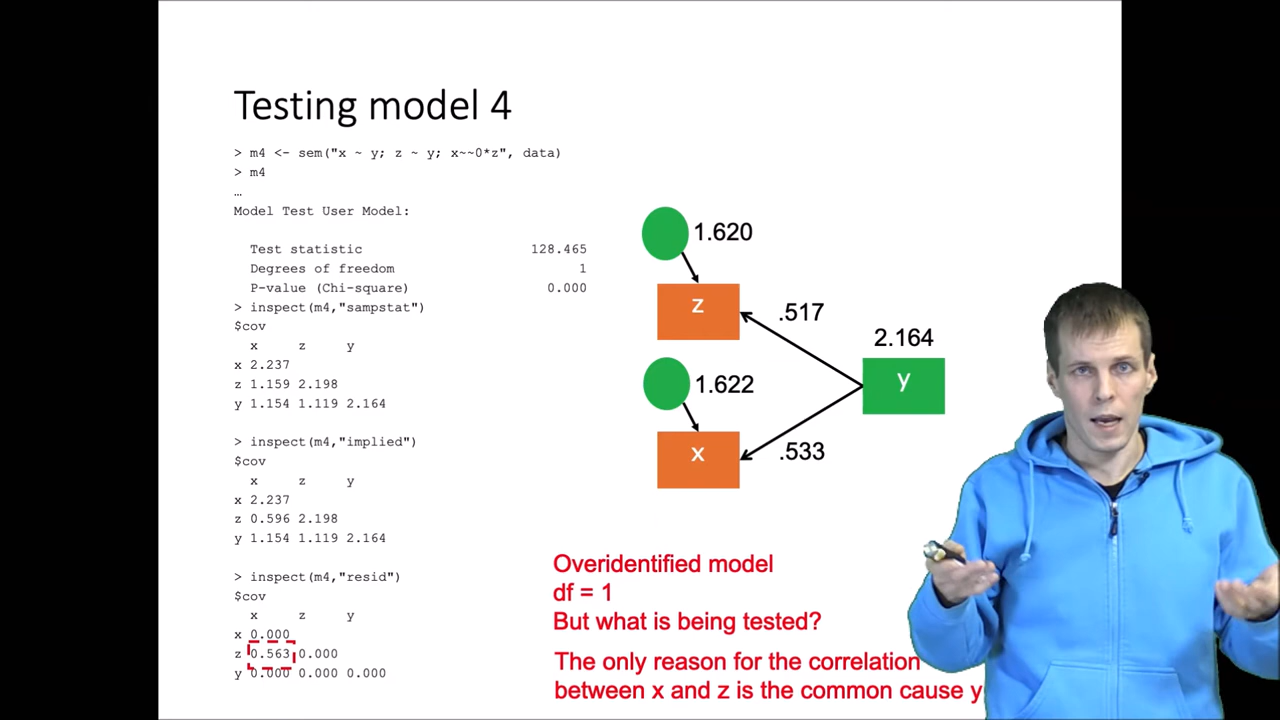 Testing model 4
> m4 <- sem("x ~ y; z ~ y; x~~0*z", data)
> m4
…
Model Test User Model:
Test statistic 128.465
Degrees of freedom 1
P-value (Chi-square) 0.000
> inspect(m4,"sampstat")
$cov
x z y
x 2.237
z 1.159 2.198
y 1.154 1.119 2.164
> inspect(m4,"implied")
$cov
x z y
x 2.237
z 0.596 2.198
y 1.154 1.119 2.164
> inspect(m4,"resid")
$cov
x z y
x 0.000
z 0.563 0.000
y 0.000 0.000 0.000
1.620
z
.517
2.164
y
1.622
x
.533
Overidentified model
df = 1
But what is being tested?
The only reason for the correlation
between x and z is the common cause y